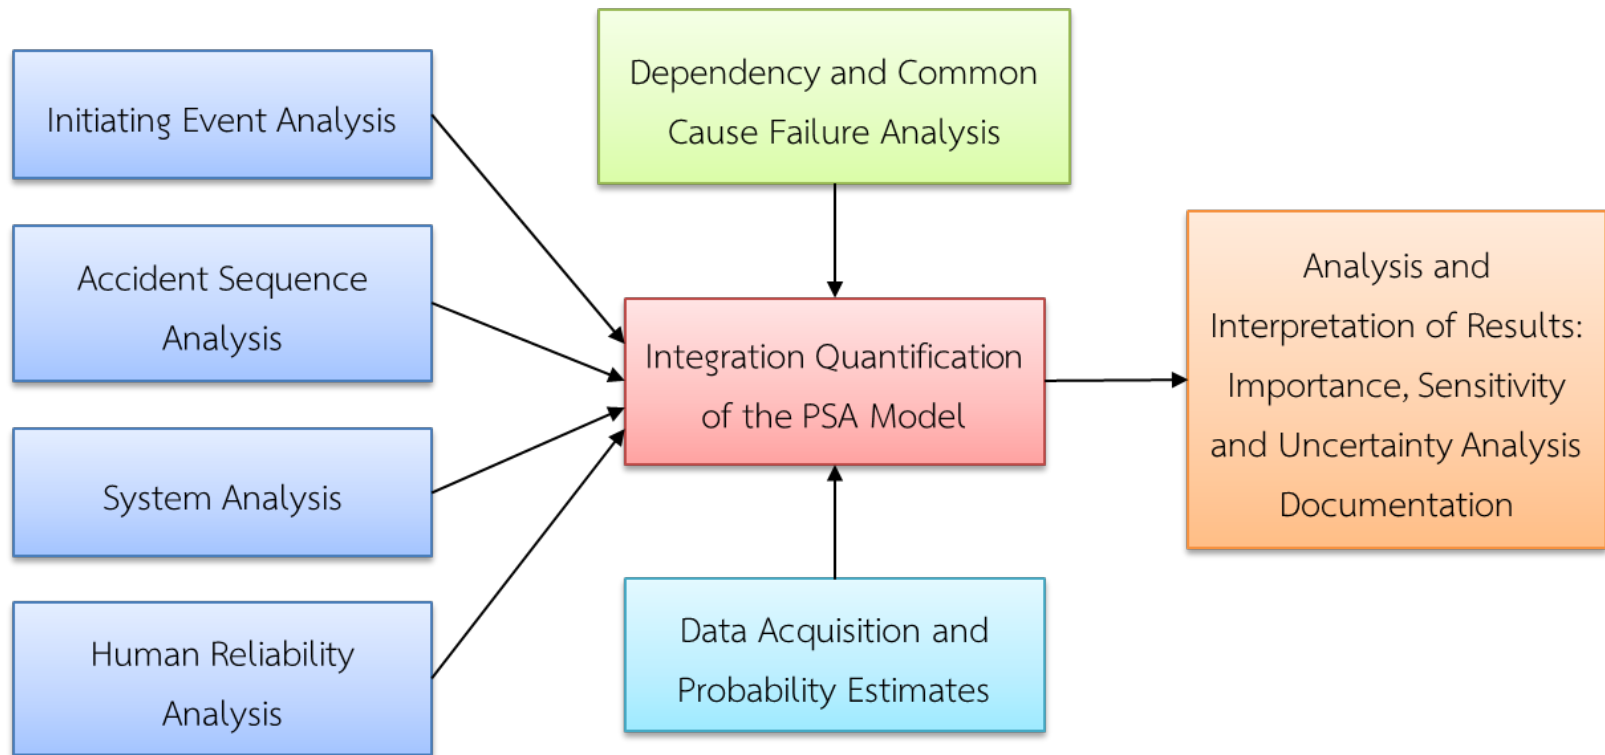 Initiating Event Analysis
Accident Sequence
Analysis
System Analysis
Human Reliability
Analysis
Dependency and Common
Cause Failure Analysis
Integration Quantification
of the PSA Model
Data Acquisition and
Probability Estimates
Analysis and
Interpretation of Results:
Importance, Sensitivity
and Uncertainty Analysis
Documentation